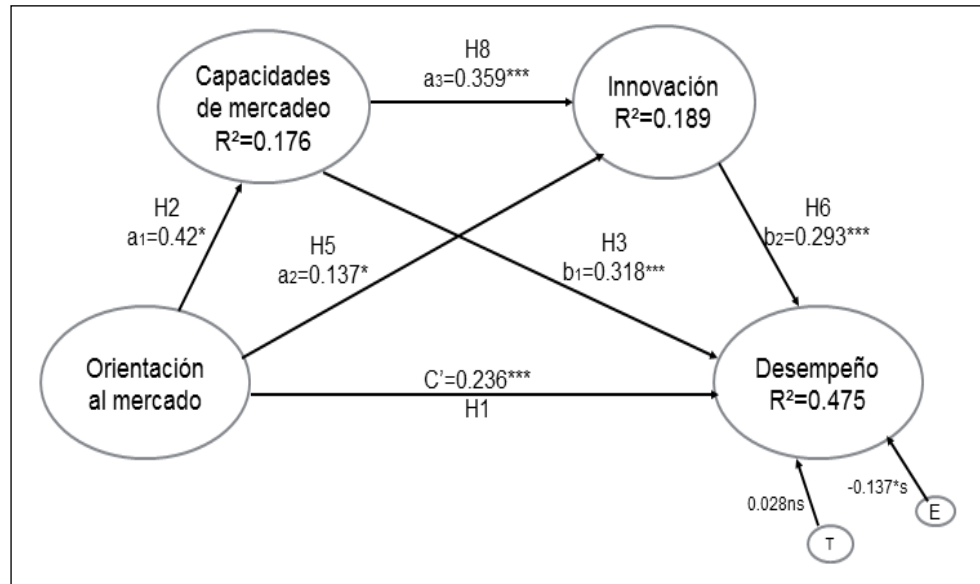 Capacidades
de mercadeo
R²=0.176
H8
a3=0.359***
Innovación
R²=0.189
H2
a1=0.42*
H5
a2=0.137*
H3
b1=0.318***
H6
b2=0.293***
Orientación
al mercado
C'=0.236***
H1
Desempeño
R²=0.475
0.028ns
-0.137*s
T
E